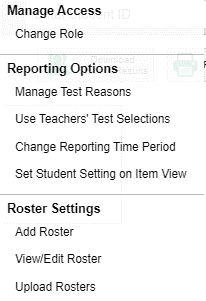 Manage Access
Change Role
Reporting Options
Manage Test Reasons
Use Teachers' Test Selections
Change Reporting Time Period
Set Student Setting on Item View
Roster Settings
Add Roster
View/Edit Roster
Upload Rosters